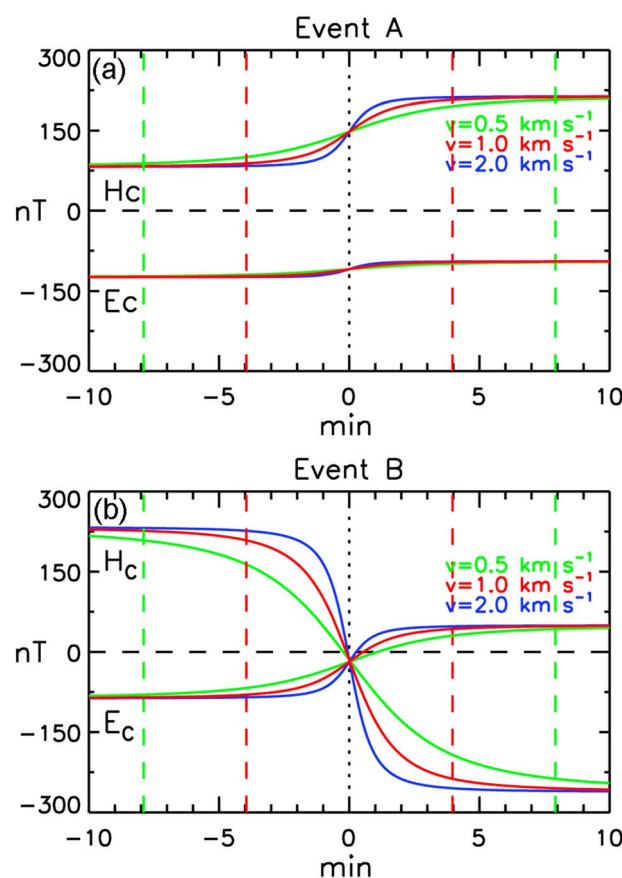 Event A
(a)
300
150
nT 0
-150
-300
Hc
Ec
v=0.5 km s⁻¹
v=1.0 km s⁻¹
v=2.0 km s⁻¹
-10 -5 0 5 10
min
Event B
(b)
300
150
nT 0
-150
-300
Hc
Ec
v=0.5 km s⁻¹
v=1.0 km s⁻¹
v=2.0 km s⁻¹
-10 -5 0 5 10
min